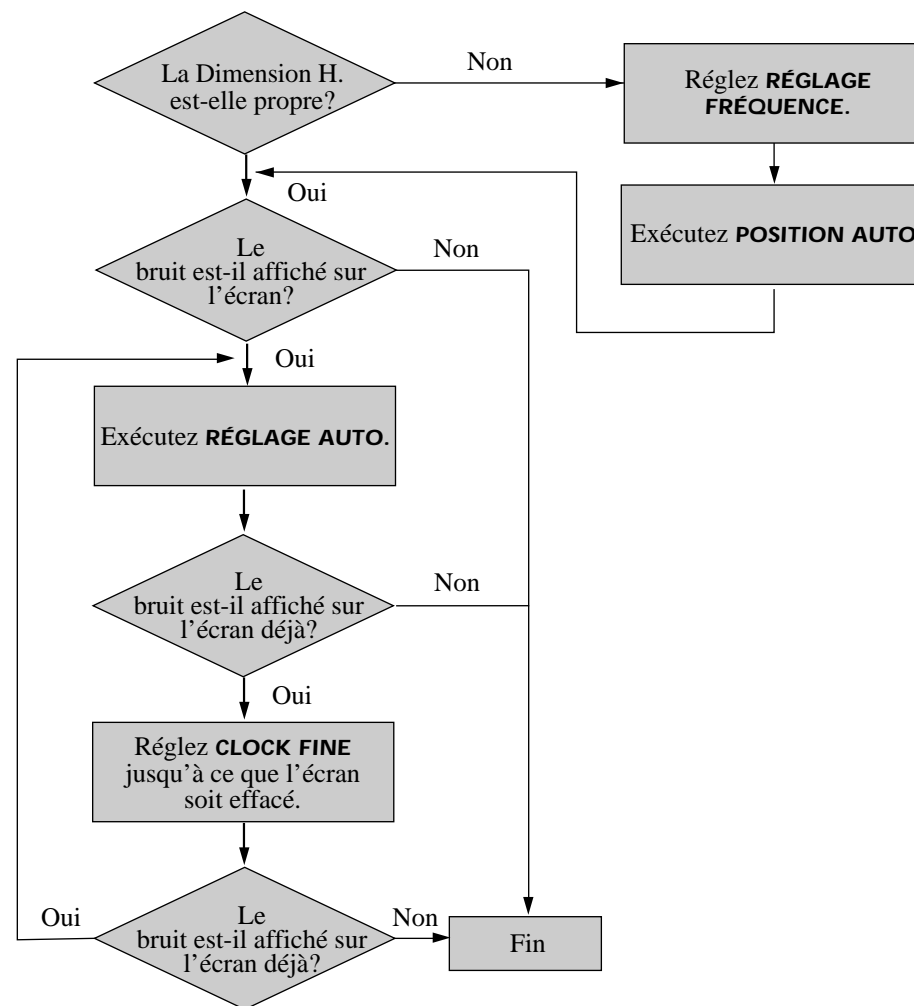 La Dimension H.
est-elle propre?
Non
Réglez RÉGLAGE
FRÉQUENCE.
Oui
Exécutez POSITION AUTO
Le
bruit est-il affiché sur
l'écran?
Non
Oui
Exécutez RÉGLAGE AUTO.
Le
bruit est-il affiché sur
l'écran déjà?
Non
Oui
Réglez CLOCK FINE
jusqu'à ce que l'écran
soit effacé.
Oui
Le
bruit est-il affiché sur
l'écran déjà?
Non
Fin